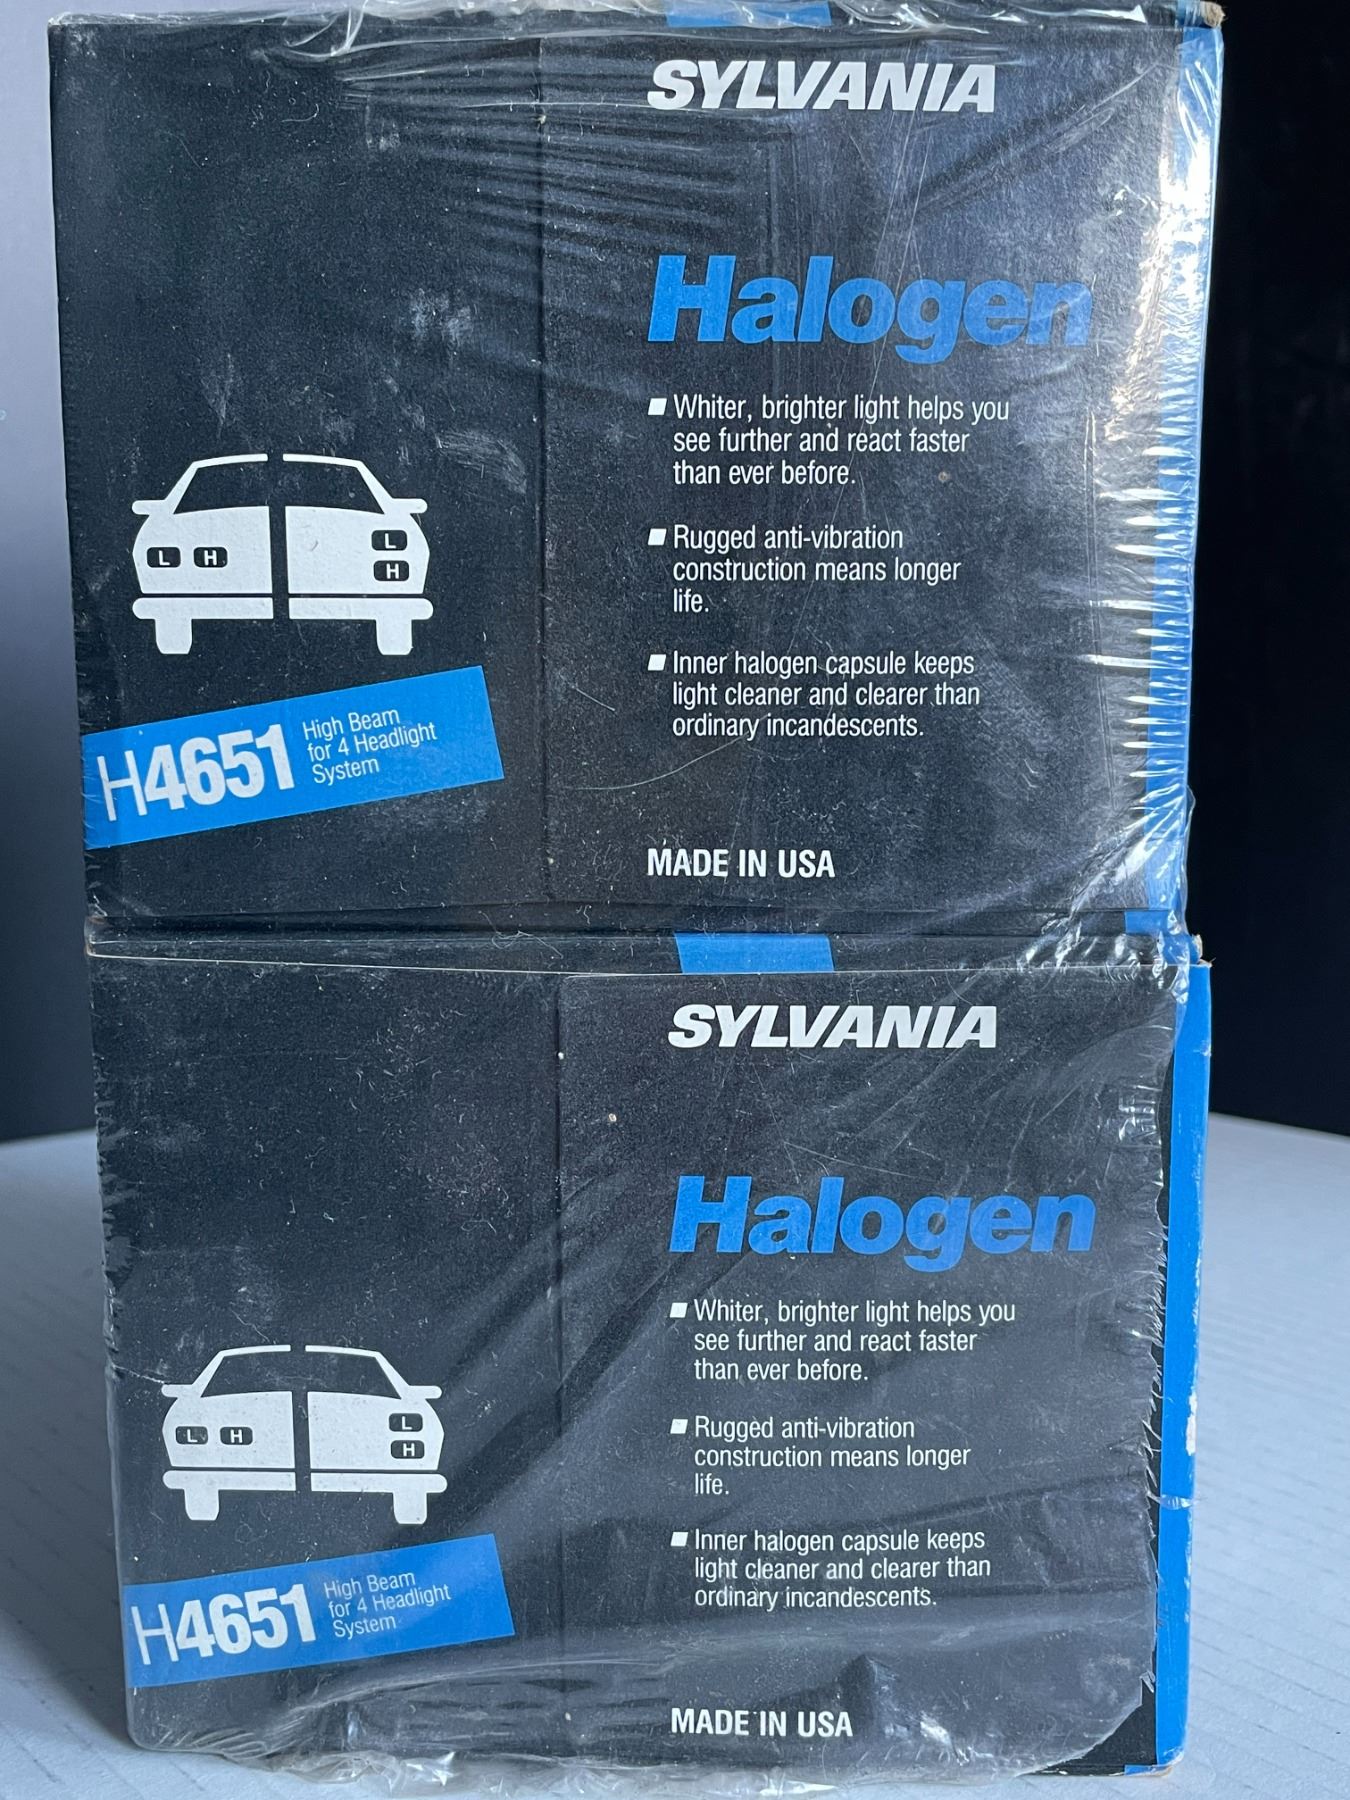 SYLVANIA
Halogen
■ Whiter, brighter light helps you
see further and react faster
than ever before.
■ Rugged anti-vibration
construction means longer
life.
■ Inner halogen capsule keeps
light cleaner and clearer than
ordinary incandescents.
L H
L
H
H4651
High Beam
for 4 Headlight
System
MADE IN USA
SYLVANIA
Halogen
■ Whiter, brighter light helps you
see further and react faster
than ever before.
■ Rugged anti-vibration
construction means longer
life.
■ Inner halogen capsule keeps
light cleaner and clearer than
ordinary incandescents.
L H
L
H
H4651
High Beam
for 4 Headlight
System
MADE IN USA